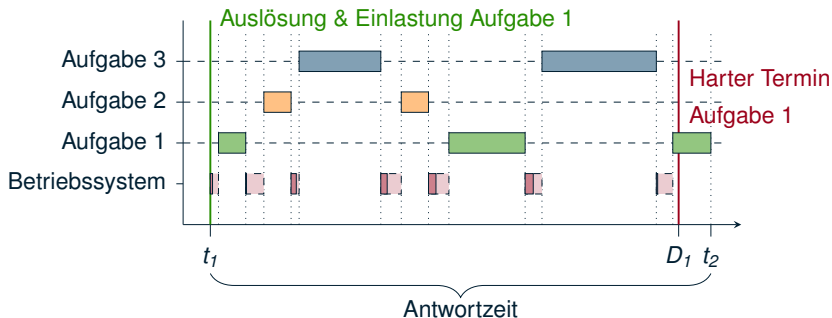 Auslösung & Einlastung Aufgabe 1
Aufgabe 3
Harter Termin
Aufgabe 2
Aufgabe 1
Aufgabe 1
Betriebssystem
t1
D1 t2
Antwortzeit